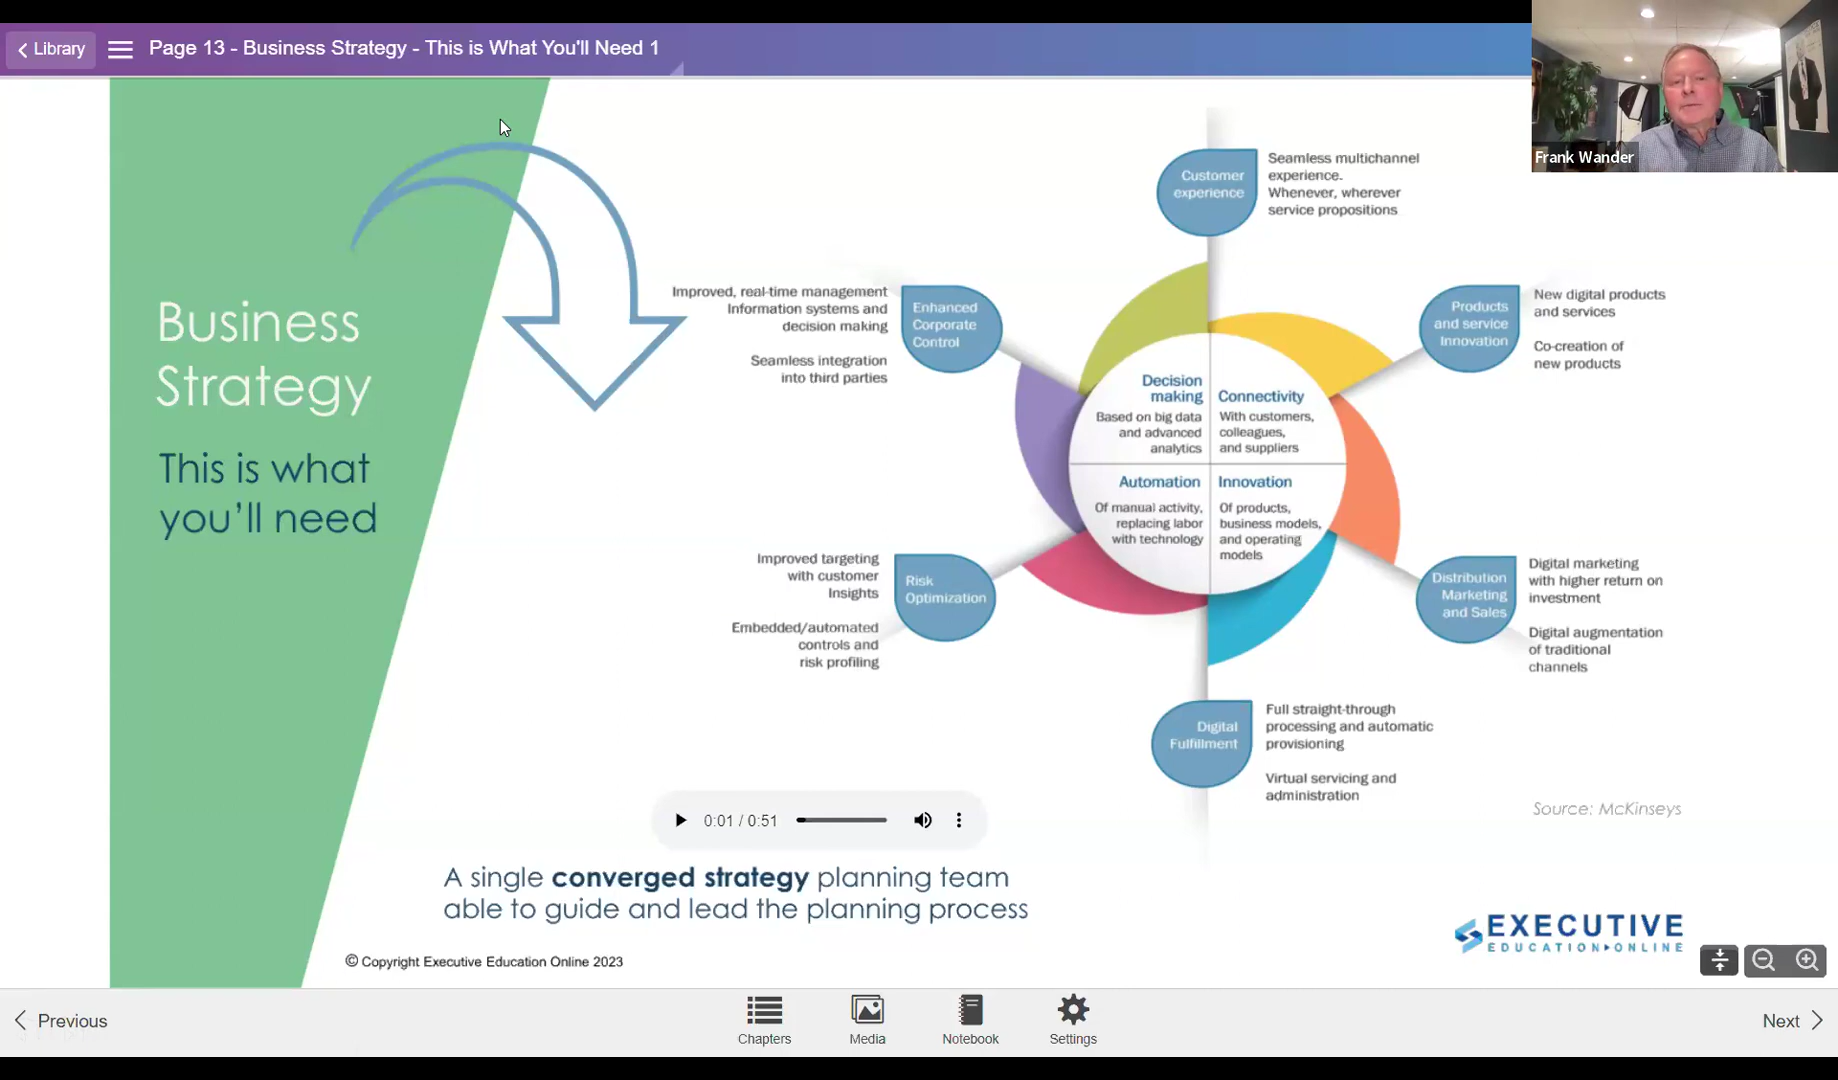 Library
Page 13 - Business Strategy - This is What You'll Need 1
Frank Wander
Business
Strategy
This is what
you'll need
Customer
experience
Seamless multichannel
experience.
Whenever, wherever
service propositions
Improved, real-time management
Information systems and
decision making
Seamless integration
into third parties
Enhanced
Corporate
Control
Products
and service
Innovation
New digital products
and services
Co-creation of
new products
Decision
making
Based on big data
and advanced
analytics
Connectivity
With customers,
colleagues,
and suppliers
Automation
Of manual activity,
replacing labor
with technology
Innovation
Of products,
business models,
and operating
models
Improved targeting
with customer
Insights
Embedded/automated
controls and
risk profiling
Risk
Optimization
Distribution
Marketing
and Sales
Digital marketing
with higher return on
investment
Digital augmentation
of traditional
channels
Digital
Fulfillment
Full straight-through
processing and automatic
provisioning
Virtual servicing and
administration
Source: McKinseys
0:01 / 0:51
A single converged strategy planning team
able to guide and lead the planning process
EXECUTIVE
EDUCATION ONLINE
© Copyright Executive Education Online 2023
Previous
Chapters
Media
Notebook
Settings
Next